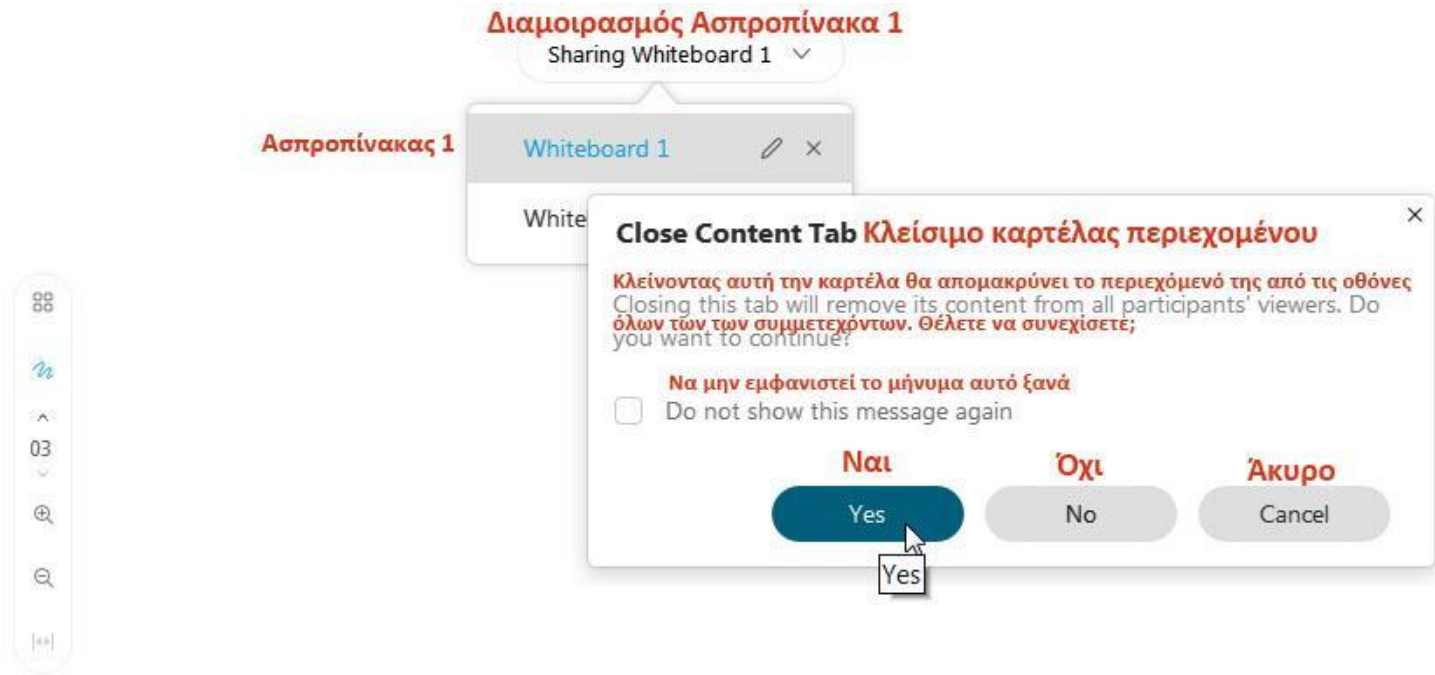 Διαμοιρασμός Ασπροπίνακα 1
Sharing Whiteboard 1
Ασπροπίνακας 1
Whiteboard 1
White
Close Content Tab Κλείσιμο καρτέλας περιεχομένου
Κλείνοντας αυτή την καρτέλα θα απομακρύνει το περιεχόμενό της από τις οθόνες
Closing this tab will remove its content from all participants' viewers. Do
όλων των των συμμετεχόντων. Θέλετε να συνεχίσετε;
you want to continue?
Να μην εμφανιστεί το μήνυμα αυτό ξανά
Do not show this message again
Ναι Όχι Άκυρο
Yes No Cancel
Yes
03